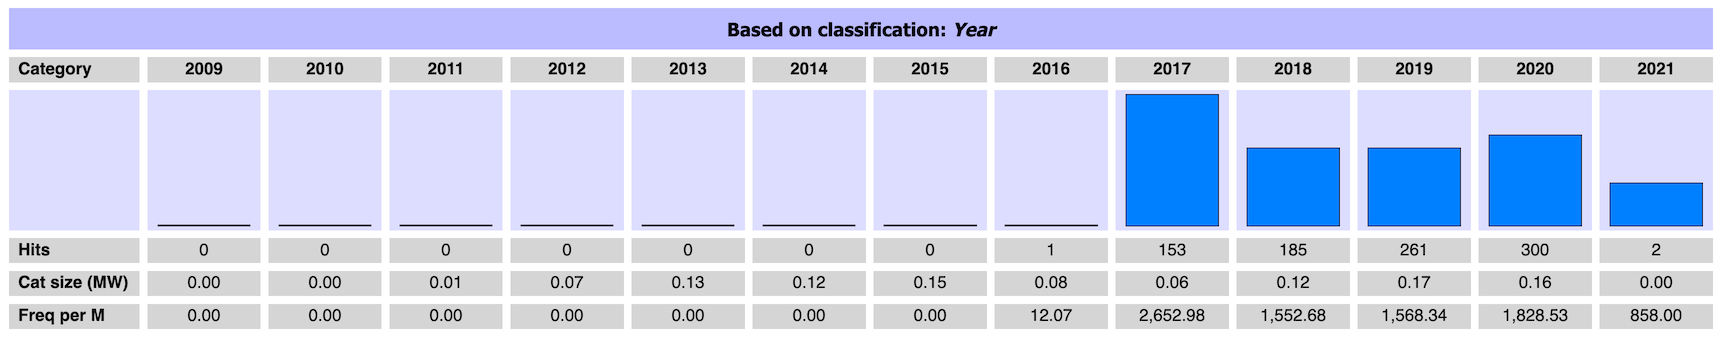 Based on classification: Year
Category 2009 2010 2011 2012 2013 2014 2015 2016 2017 2018 2019 2020 2021
Hits 0 0 0 0 0 0 0 1 153 185 261 300 2
Cat size (MW) 0.00 0.00 0.01 0.07 0.13 0.12 0.15 0.08 0.06 0.12 0.17 0.16 0.00
Freq per M 0.00 0.00 0.00 0.00 0.00 0.00 0.00 12.07 2,652.98 1,552.68 1,568.34 1,828.53 858.00